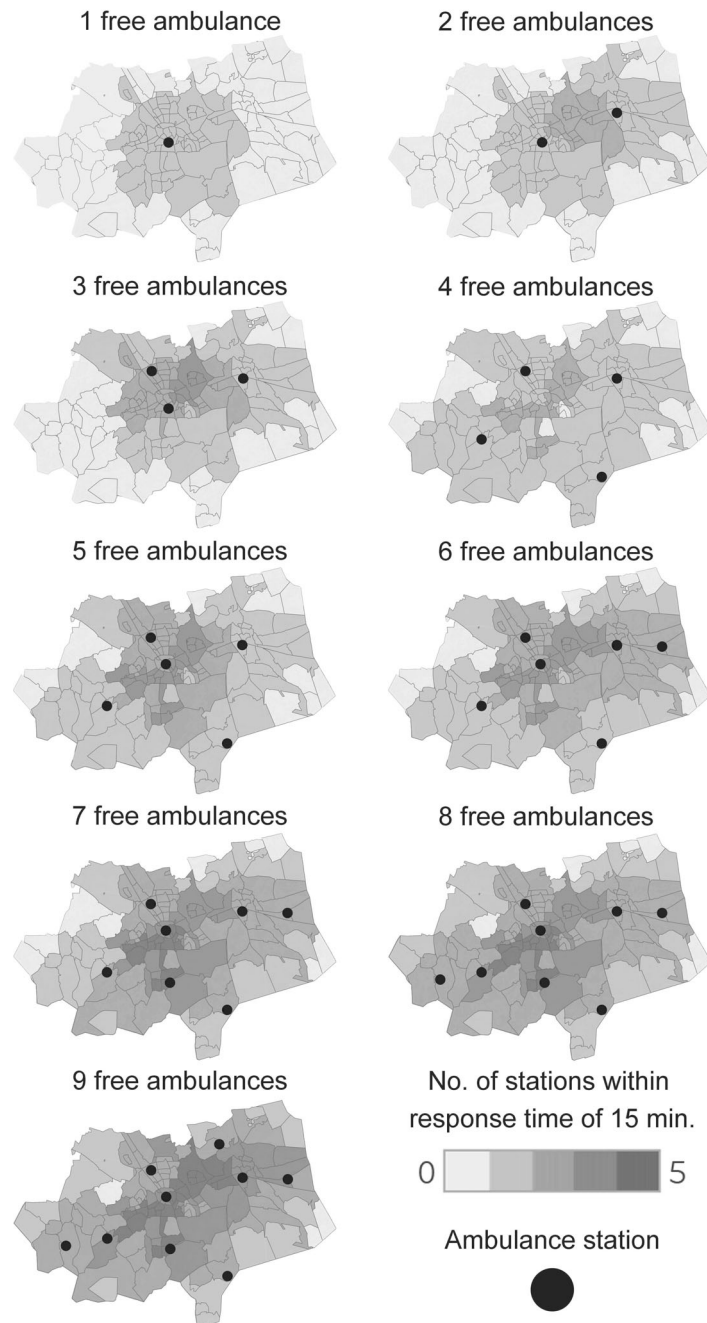 1 free ambulance
2 free ambulances
3 free ambulances
4 free ambulances
5 free ambulances
6 free ambulances
7 free ambulances
8 free ambulances
9 free ambulances
No. of stations within
response time of 15 min.
0 5
Ambulance station